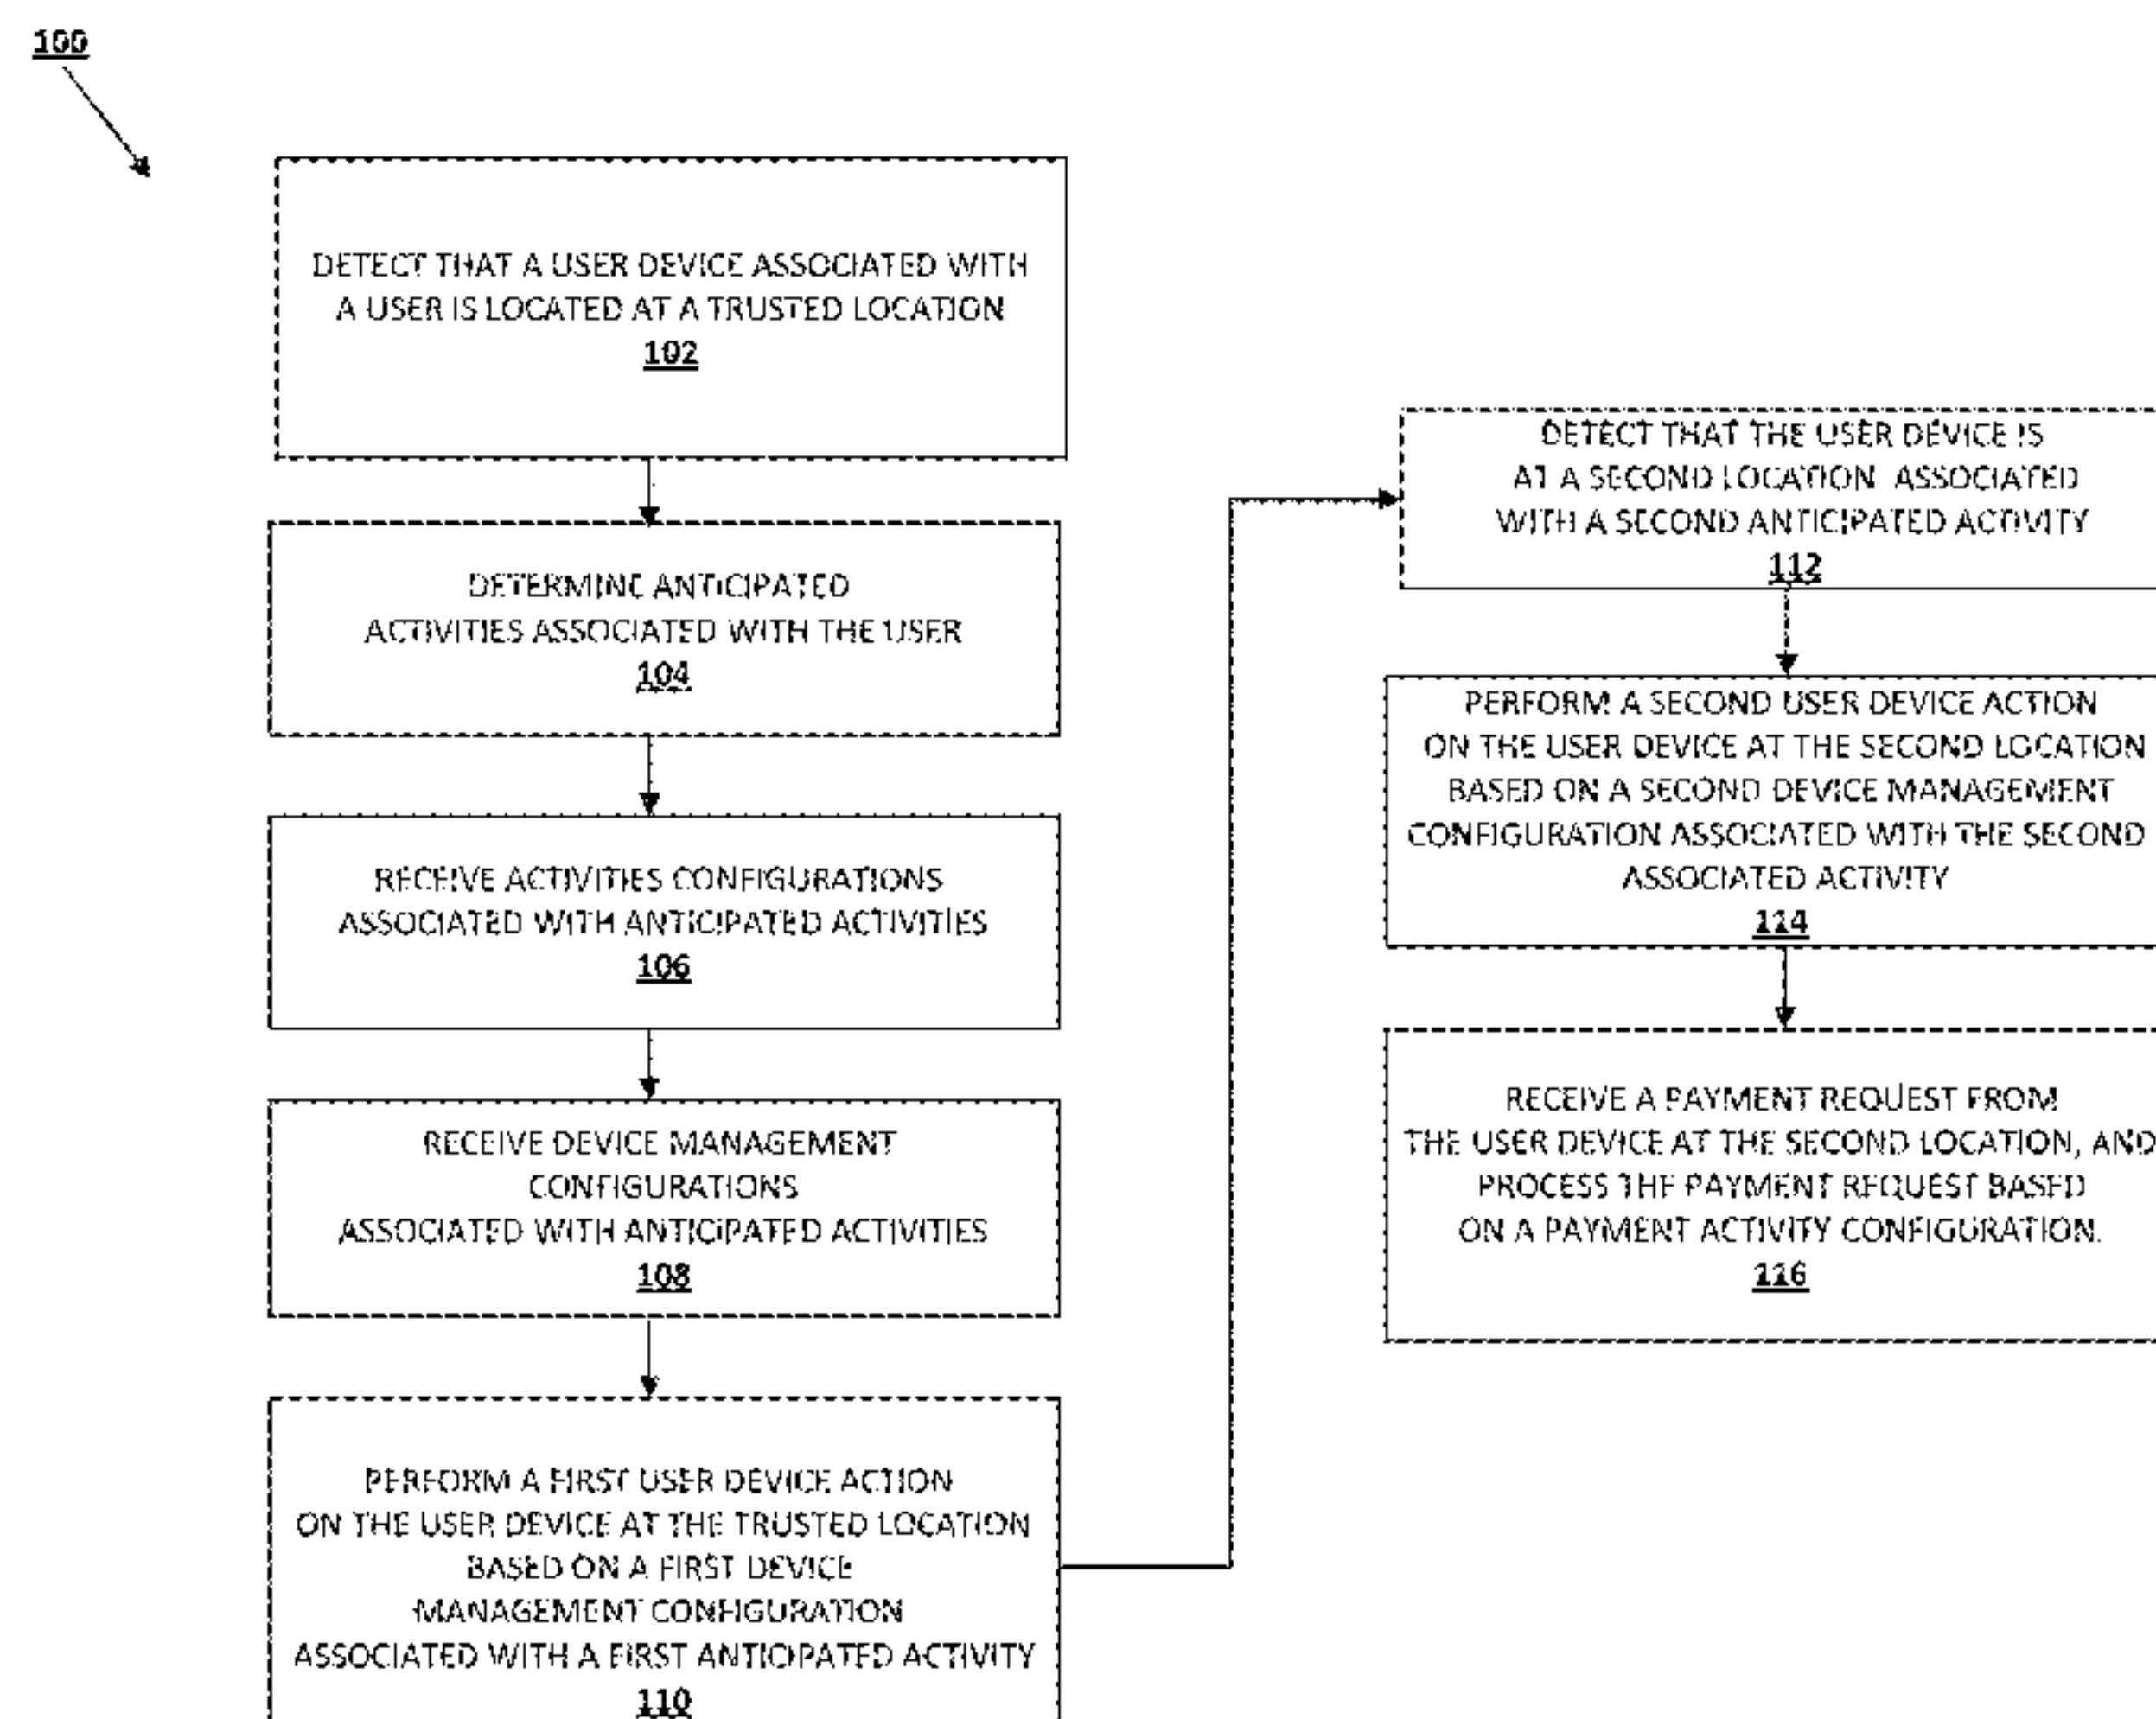 100
DETECT THAT A USER DEVICE ASSOCIATED WITH
A USER IS LOCATED AT A TRUSTED LOCATION
102
DETERMINE ANTICIPATED
ACTIVITIES ASSOCIATED WITH THE USER
104
RECEIVE ACTIVITIES CONFIGURATIONS
ASSOCIATED WITH ANTICIPATED ACTIVITIES
106
RECEIVE DEVICE MANAGEMENT
CONFIGURATIONS
ASSOCIATED WITH ANTICIPATED ACTIVITIES
108
PERFORM A FIRST USER DEVICE ACTION
ON THE USER DEVICE AT THE TRUSTED LOCATION
BASED ON A FIRST DEVICE
MANAGEMENT CONFIGURATION
ASSOCIATED WITH A FIRST ANTICIPATED ACTIVITY
110
DETECT THAT THE USER DEVICE IS
AT A SECOND LOCATION ASSOCIATED
WITH A SECOND ANTICIPATED ACTIVITY
112
PERFORM A SECOND USER DEVICE ACTION
ON THE USER DEVICE AT THE SECOND LOCATION
BASED ON A SECOND DEVICE MANAGEMENT
CONFIGURATION ASSOCIATED WITH THE SECOND
ASSOCIATED ACTIVITY
114
RECEIVE A PAYMENT REQUEST FROM
THE USER DEVICE AT THE SECOND LOCATION, AND
PROCESS THE PAYMENT REQUEST BASED
ON A PAYMENT ACTIVITY CONFIGURATION.
116